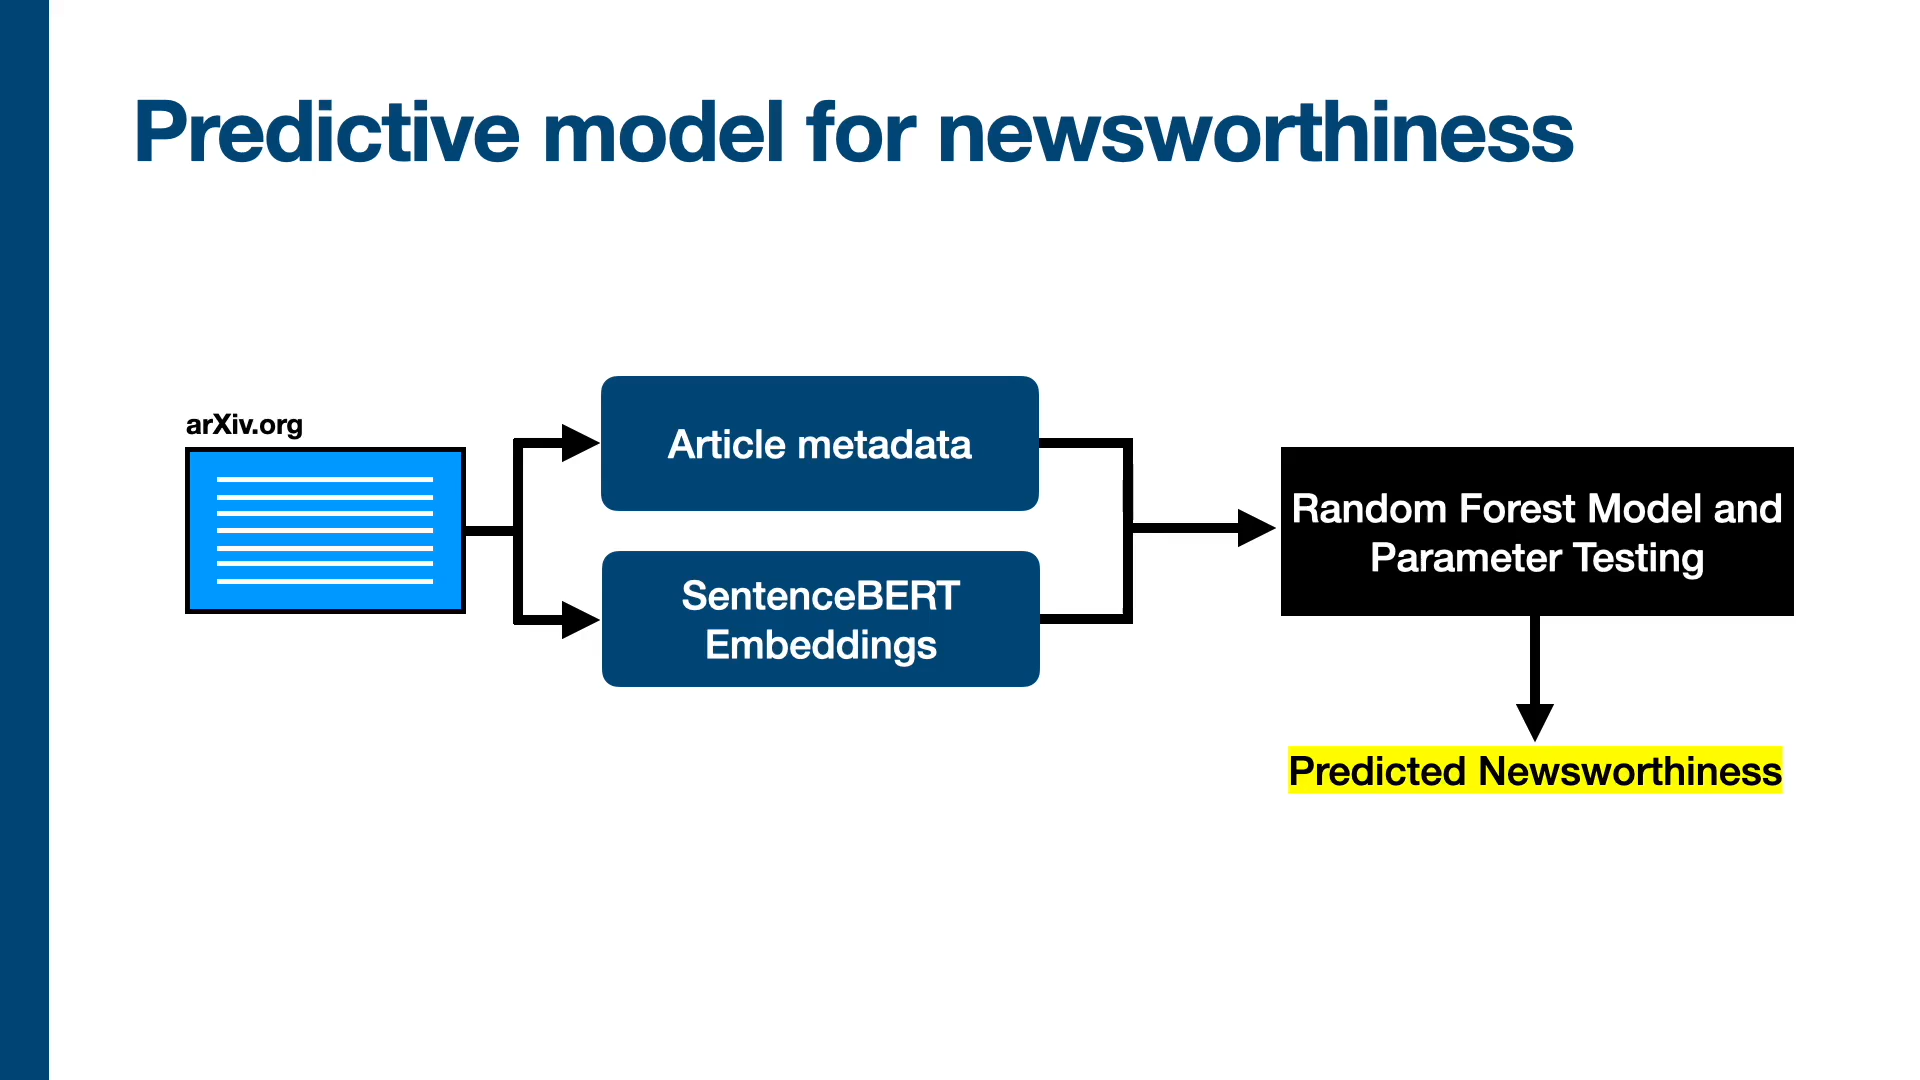 Predictive model for newsworthiness
arXiv.org
Article metadata
SentenceBERT
Embeddings
Random Forest Model and
Parameter Testing
Predicted Newsworthiness